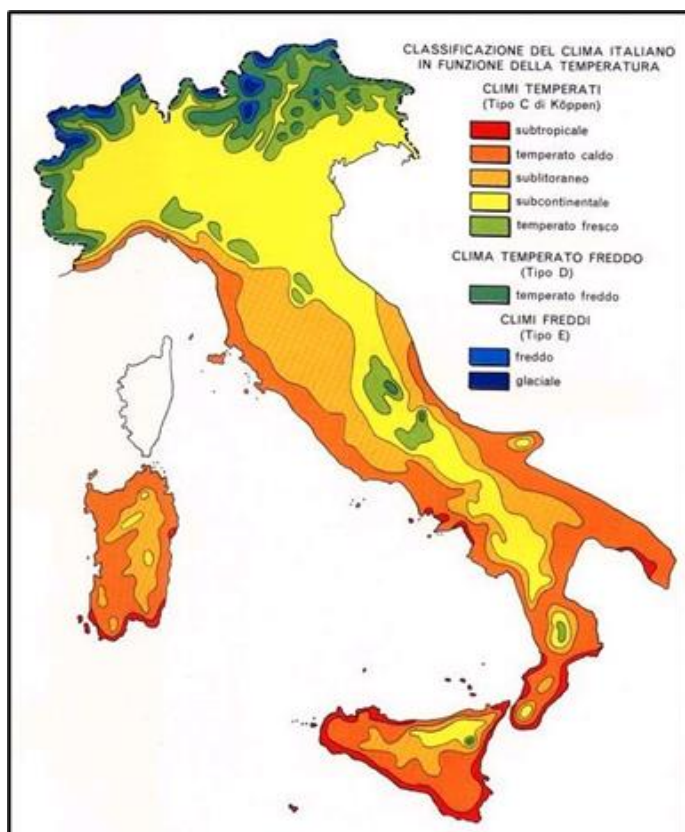 CLASSIFICAZIONE DEL CLIMA ITALIANO
IN FUNZIONE DELLA TEMPERATURA
CLIMI TEMPERATI
(Tipo C di Köppen)
subtropicale
temperato caldo
sublitoraneo
subcontinentale
temperato fresco
CLIMA TEMPERATO FREDDO
(Tipo D)
temperato freddo
CLIMI FREDDI
(Tipo E)
freddo
glaciale